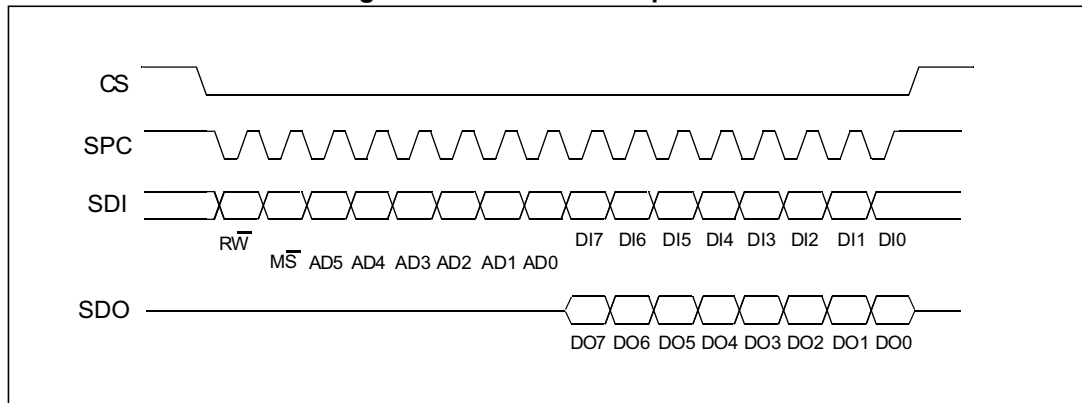 CS
SPC
SDI
RW̅
DI7 DI6 DI5 DI4 DI3 DI2 DI1 DI0
MS̅ AD5 AD4 AD3 AD2 AD1 AD0
SDO
DO7 DO6 DO5 DO4 DO3 DO2 DO1 DO0